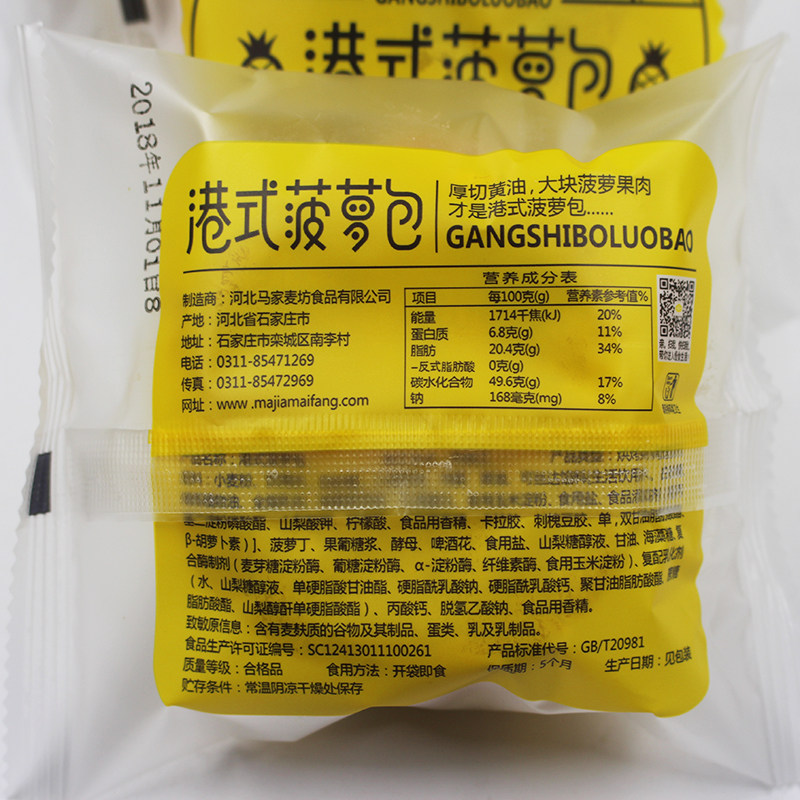 GANGSHIBOLUOBAO
港式菠萝包
2018年11月01日8
港式菠萝包
厚切黄油，大块菠萝果肉
才是港式菠萝包......
GANGSHIBOLUOBAO
制造商：河北马家麦坊食品有限公司
产地：河北省石家庄市
地址：石家庄市栾城区南李村
电话：0311-85471269
传真：0311-85472969
网址：www.majiamaifang.com
营养成分表
项目 每100克(g) 营养素参考值%
能量 1714千焦(kJ) 20%
蛋白质 6.8克(g) 11%
脂肪 20.4克(g) 34%
-反式脂肪酸 0克(g)
碳水化合物 49.6克(g) 17%
钠 168毫克(mg) 8%
基二淀粉磷酸酯、山梨酸钾、柠檬酸、食品用香精、卡拉胶、刺槐豆胶、单，双甘油脂肪酸酯
β-胡萝卜素）]、菠萝丁、果葡糖浆、酵母、啤酒花、食用盐、山梨糖醇液、甘油、海藻糖、复
合酶制剂（麦芽糖淀粉酶、葡糖淀粉酶、α-淀粉酶、纤维素酶、食用玉米淀粉）、复配乳化剂
（水、山梨糖醇液、单硬脂酸甘油酯、硬脂酰乳酸钠、硬脂酰乳酸钙、聚甘油脂肪酸酯、
脂肪酸酯、山梨醇酐单硬脂酸酯）、丙酸钙、脱氢乙酸钠、食品用香精。
致敏原信息：含有麦麸质的谷物及其制品、蛋类、乳及乳制品。
食品生产许可证编号：SC12413011100261 产品标准代号：GB/T20981
质量等级：合格品 食用方法：开袋即食 保质期：5个月 生产日期：见包装
贮存条件：常温阴凉干燥处保存